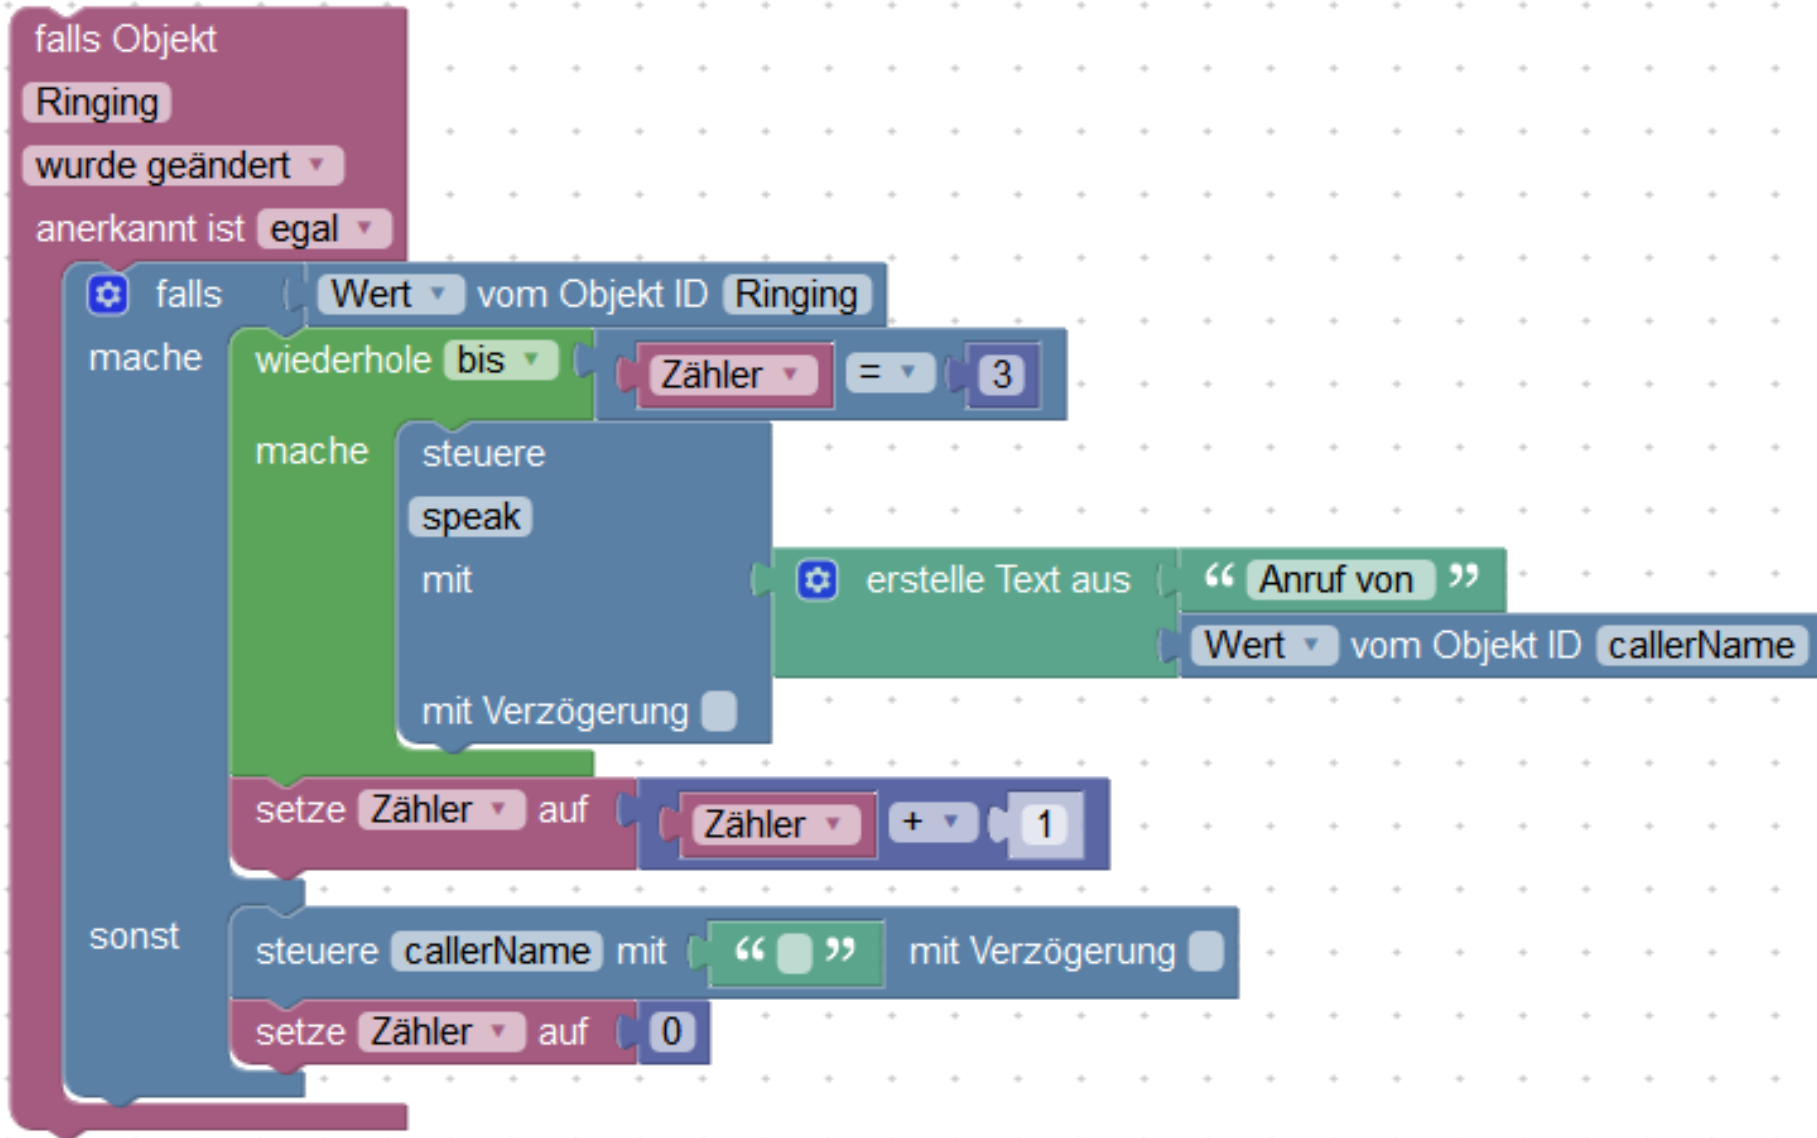 falls Objekt
Ringing
wurde geändert
anerkannt ist egal
falls Wert vom Objekt ID Ringing
mache wiederhole bis Zähler = 3
mache steuere
speak
mit erstelle Text aus “ Anruf von ”
Wert vom Objekt ID callerName
mit Verzögerung
setze Zähler auf Zähler + 1
sonst
steuere callerName mit “ ” mit Verzögerung
setze Zähler auf 0